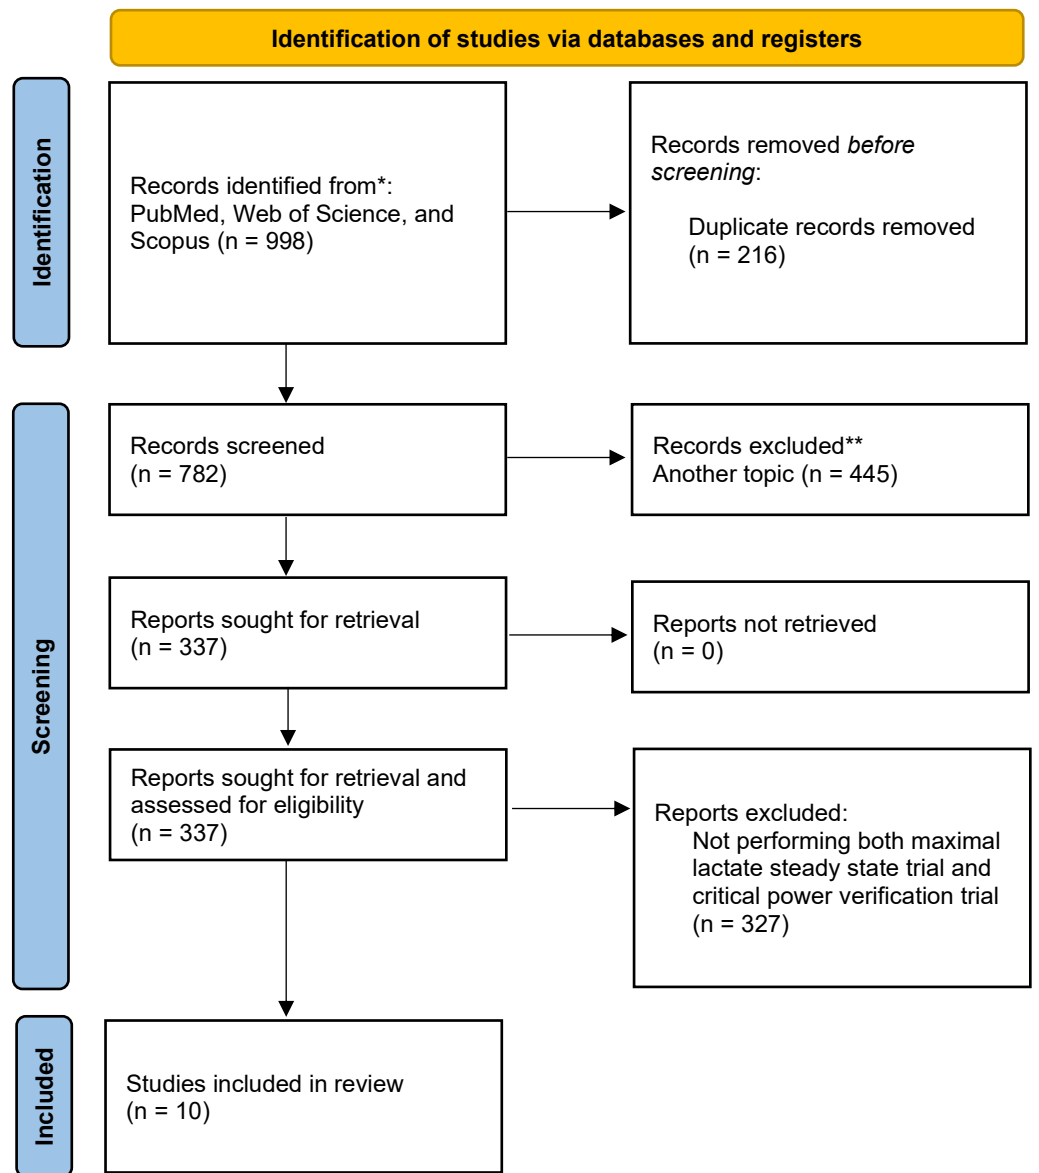 Identification of studies via databases and registers
Identification
Records identified from*:
PubMed, Web of Science, and
Scopus (n = 998)
Records removed before
screening:
Duplicate records removed
(n = 216)
Screening
Records screened
(n = 782)
Records excluded**
Another topic (n = 445)
Reports sought for retrieval
(n = 337)
Reports not retrieved
(n = 0)
Reports sought for retrieval and
assessed for eligibility
(n = 337)
Reports excluded:
Not performing both maximal
lactate steady state trial and
critical power verification trial
(n = 327)
Included
Studies included in review
(n = 10)